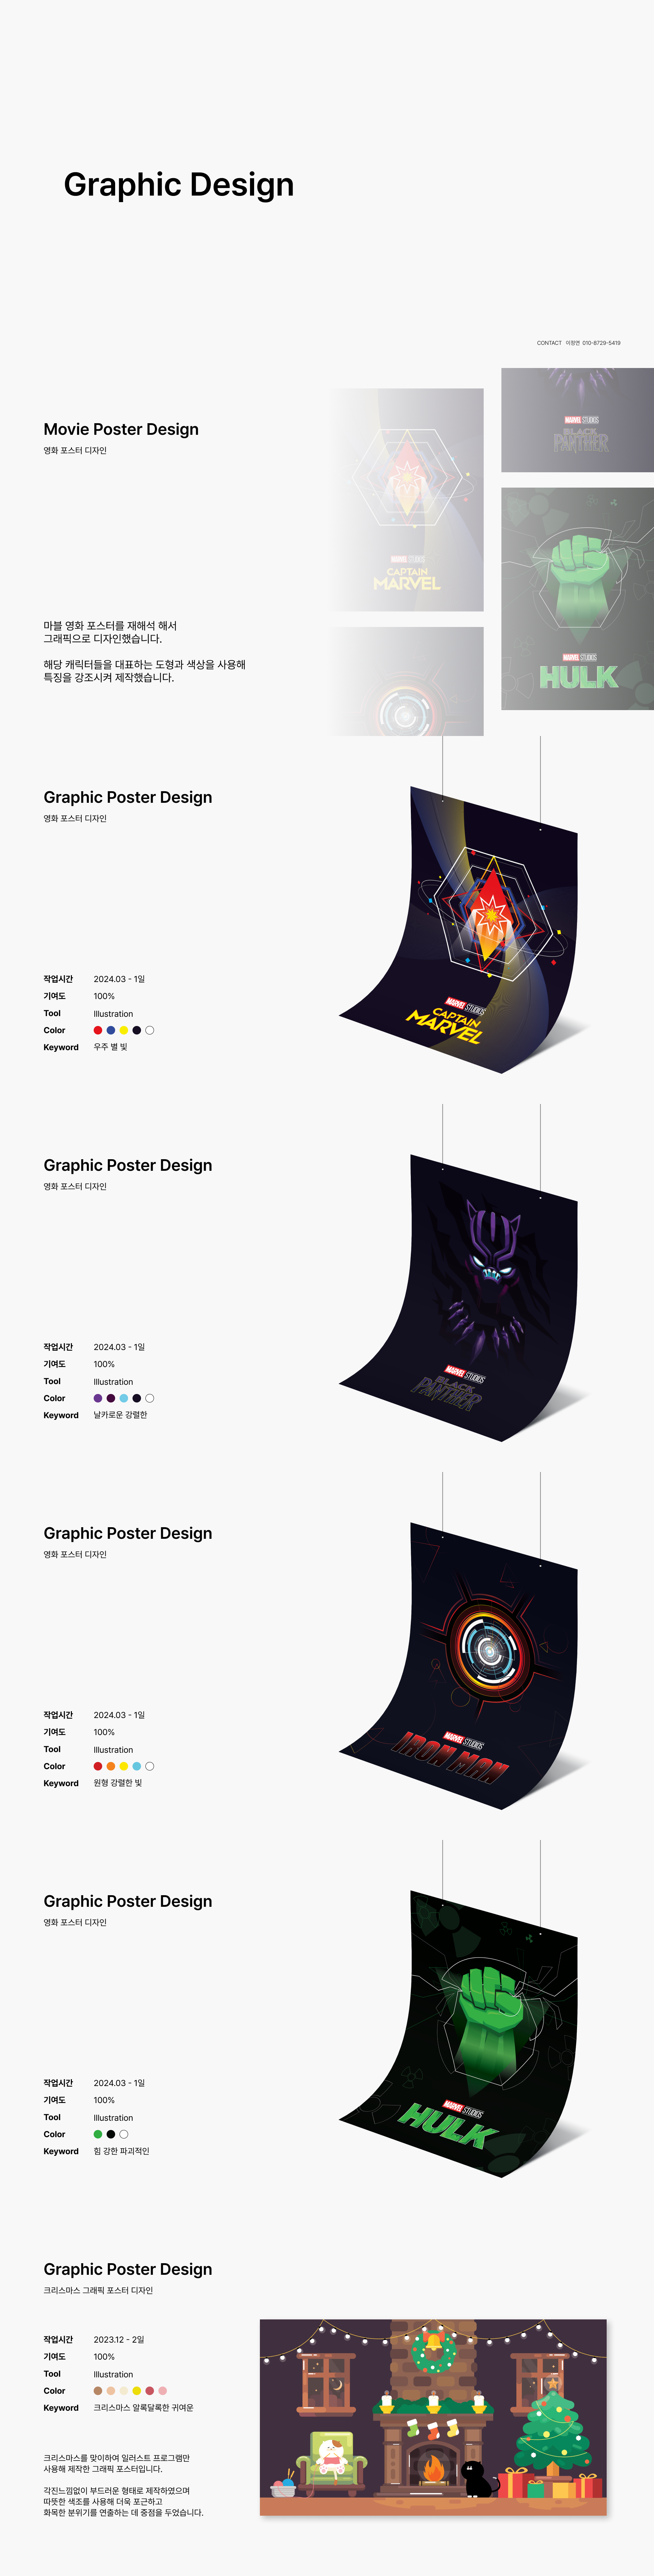 Graphic Design
CONTACT 이정연 010-8729-5419
Movie Poster Design
영화 포스터 디자인
마블 영화 포스터를 재해석 해서
그래픽으로 디자인했습니다.
해당 캐릭터들을 대표하는 도형과 색상을 사용해
특징을 강조시켜 제작했습니다.
MARVEL STUDIOS
CAPTAIN
MARVEL
MARVEL STUDIOS
BLACK
PANTHER
MARVEL STUDIOS
HULK
Graphic Poster Design
영화 포스터 디자인
작업시간 2024.03 - 1일
기여도 100%
Tool Illustration
Color
Keyword 우주 별 빛
MARVEL STUDIOS
CAPTAIN
MARVEL
Graphic Poster Design
영화 포스터 디자인
작업시간 2024.03 - 1일
기여도 100%
Tool Illustration
Color
Keyword 날카로운 강렬한
MARVEL STUDIOS
BLACK
PANTHER
Graphic Poster Design
영화 포스터 디자인
작업시간 2024.03 - 1일
기여도 100%
Tool Illustration
Color
Keyword 원형 강렬한 빛
MARVEL STUDIOS
IRON MAN
Graphic Poster Design
영화 포스터 디자인
작업시간 2024.03 - 1일
기여도 100%
Tool Illustration
Color
Keyword 힘 강한 파괴적인
MARVEL STUDIOS
HULK
Graphic Poster Design
크리스마스 그래픽 포스터 디자인
작업시간 2023.12 - 2일
기여도 100%
Tool Illustration
Color
Keyword 크리스마스 알록달록한 귀여운
크리스마스를 맞이하여 일러스트 프로그램만
사용해 제작한 그래픽 포스터입니다.
각진느낌없이 부드러운 형태로 제작하였으며
따뜻한 색조를 사용해 더욱 포근하고
화목한 분위기를 연출하는 데 중점을 두었습니다.